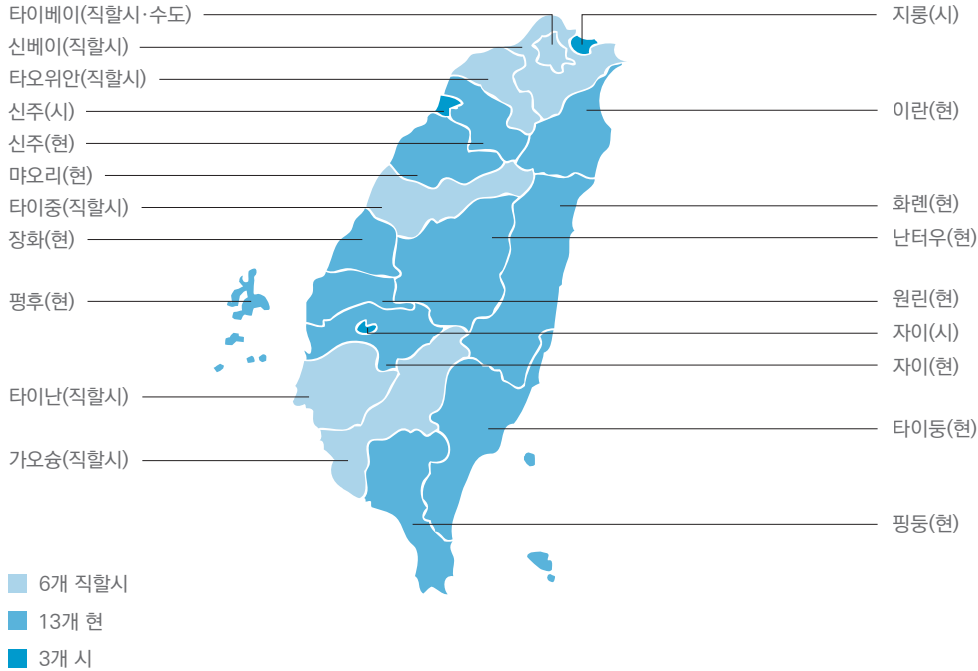 타이베이(직할시·수도)
신베이(직할시)
타오위안(직할시)
신주(시)
신주(현)
먀오리(현)
타이중(직할시)
장화(현)
펑후(현)
타이난(직할시)
가오슝(직할시)
지룽(시)
이란(현)
화롄(현)
난터우(현)
윈린(현)
자이(시)
자이(현)
타이둥(현)
핑둥(현)
6개 직할시
13개 현
3개 시